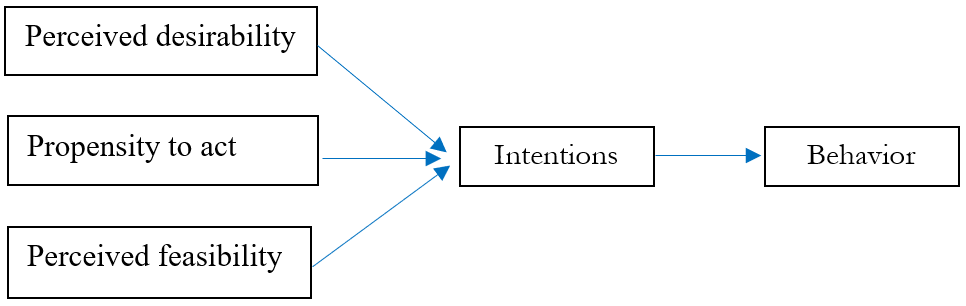 Perceived desirability
Propensity to act
Perceived feasibility
Intentions
Behavior